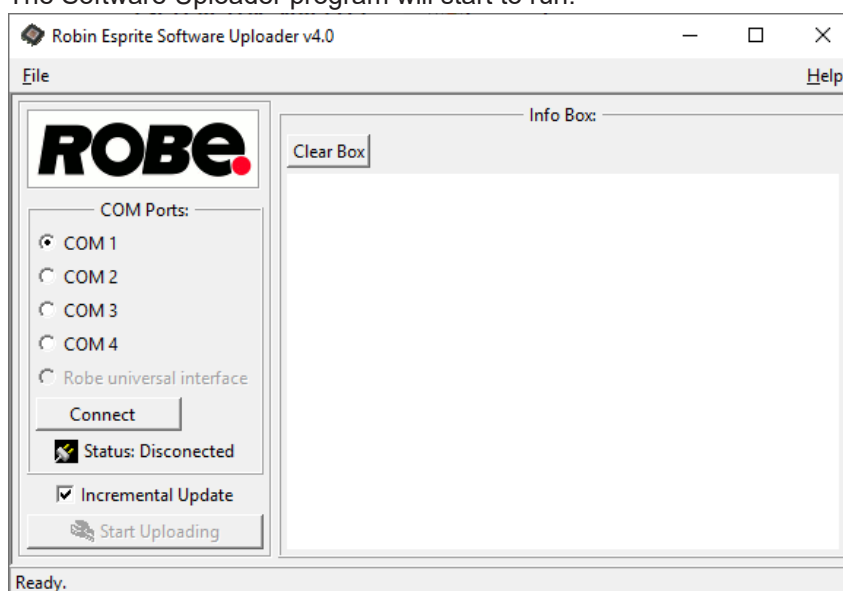 The Software Uploader program will start to run.
Robin Esprite Software Uploader v4.0
File
Help
ROBE
COM Ports:
COM 1
COM 2
COM 3
COM 4
Robe universal interface
Connect
Status: Disconected
Incremental Update
Start Uploading
Info Box:
Clear Box
Ready.